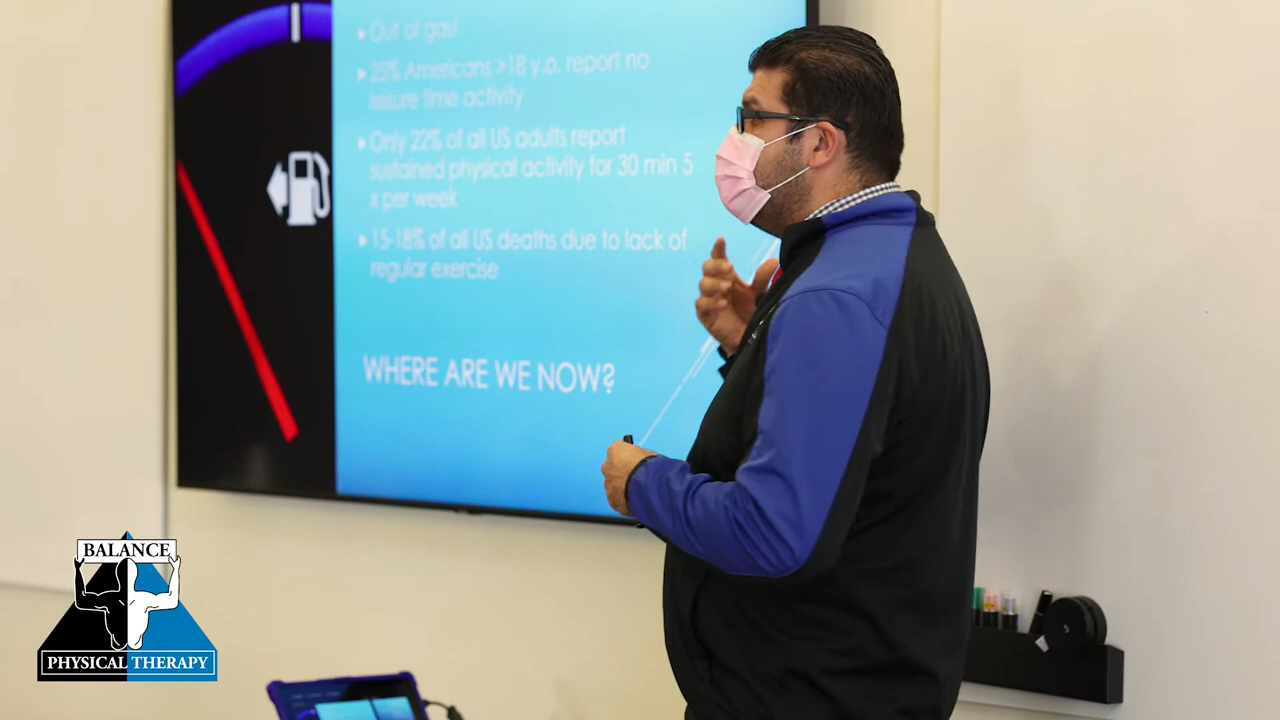 Out of gas!
25% Americans >18 y.o. report no
leisure time activity
Only 22% of all US adults report
sustained physical activity for 30 min 5
x per week
15-18% of all US deaths due to lack of
regular exercise
WHERE ARE WE NOW?
BALANCE
PHYSICAL THERAPY